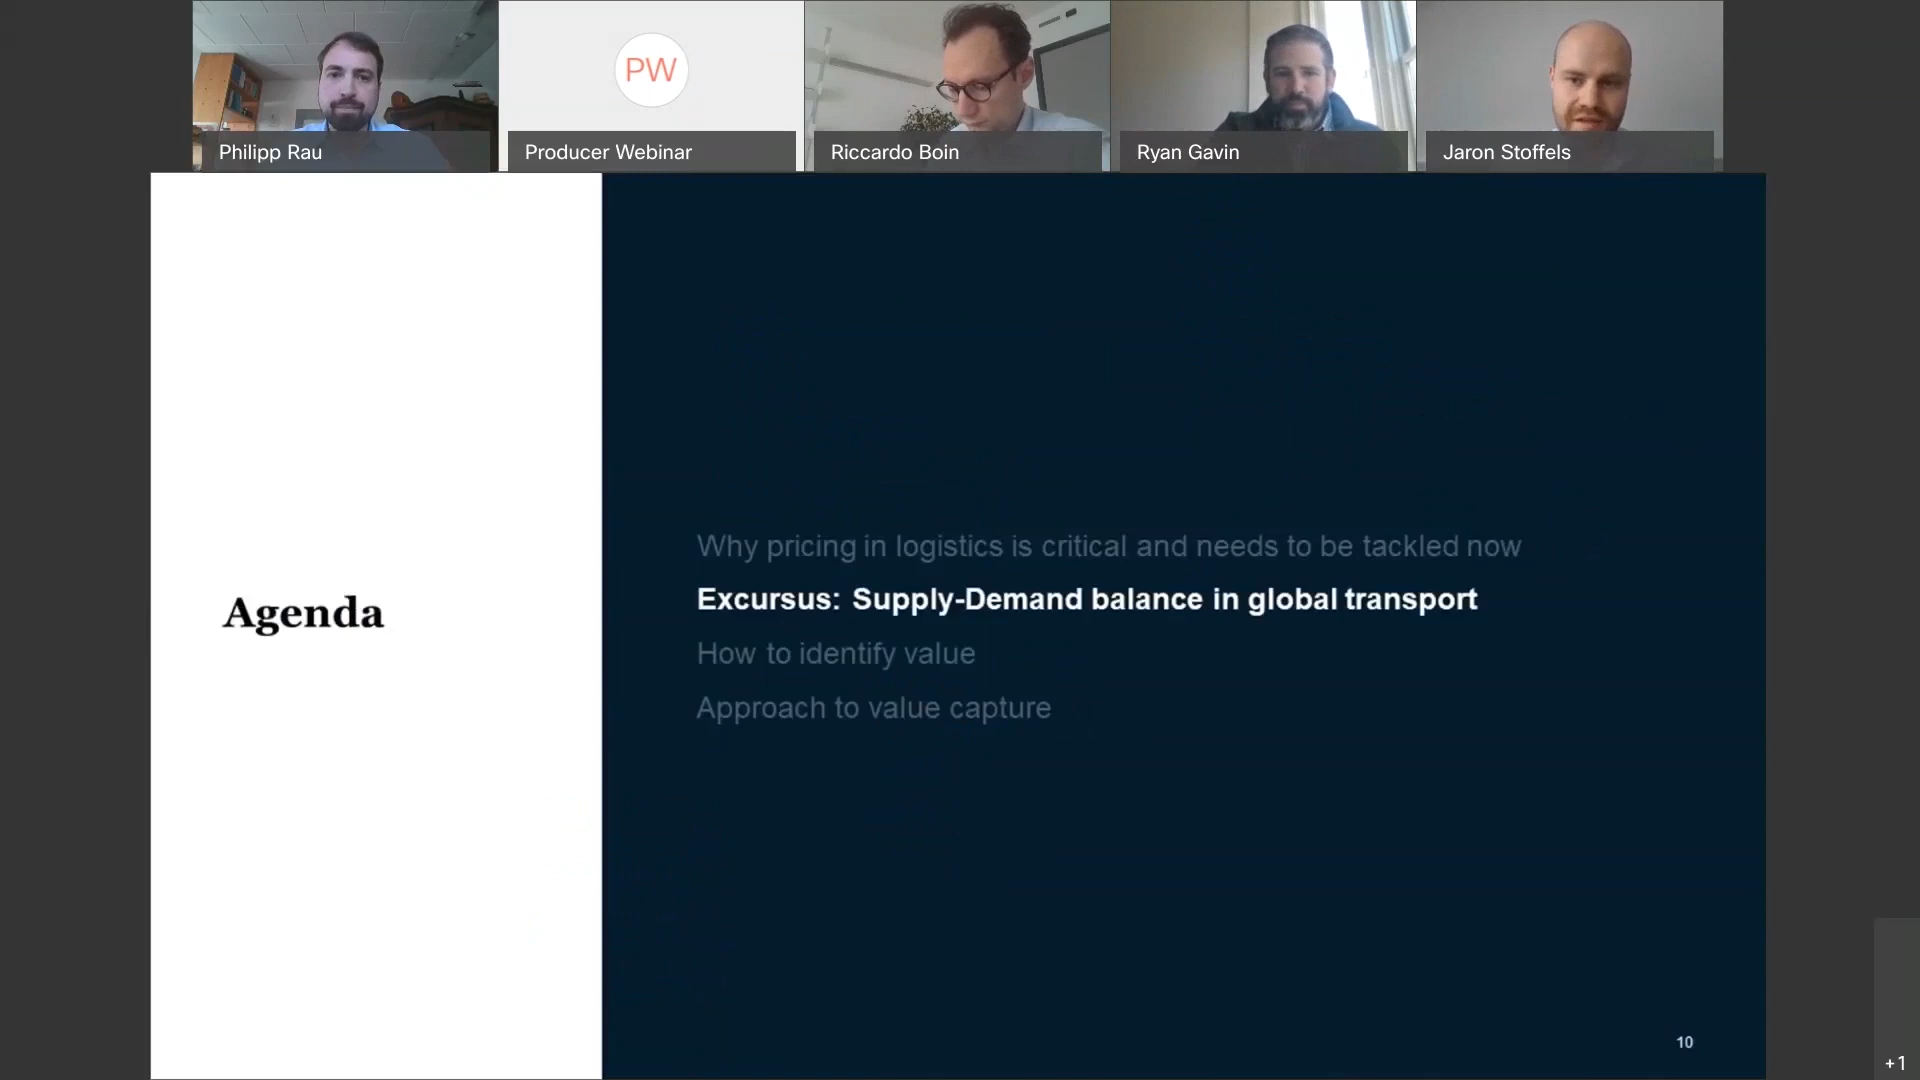 PW
Philipp Rau
Producer Webinar
Riccardo Boin
Ryan Gavin
Jaron Stoffels
Agenda
Why pricing in logistics is critical and needs to be tackled now
Excursus: Supply-Demand balance in global transport
How to identify value
Approach to value capture
10
+1